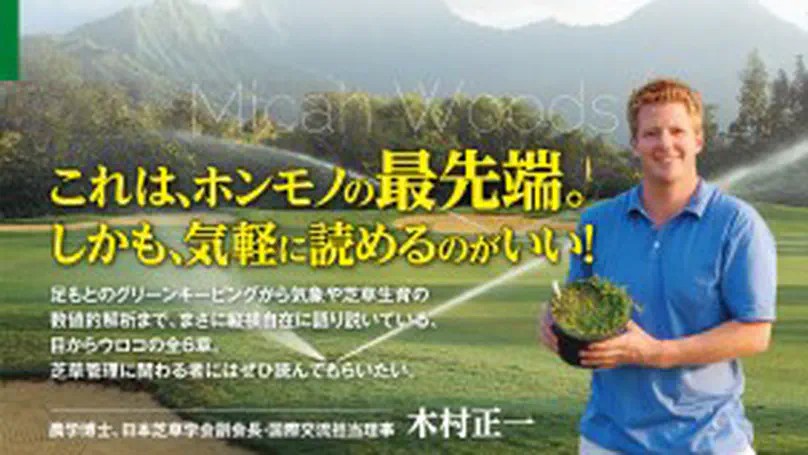 Micah Woods
これは、ホンモノの最先端。
しかも、気軽に読めるのがいい!
足もとのグリーンキーピングから気象や芝草生育の
数値的解析まで、まさに縦横自在に語り説いている、
目からウロコの全6章。
芝草管理に関わる者にはぜひ読んでもらいたい。
農学博士、日本芝草学会副会長・国際交流担当理事 木村正一